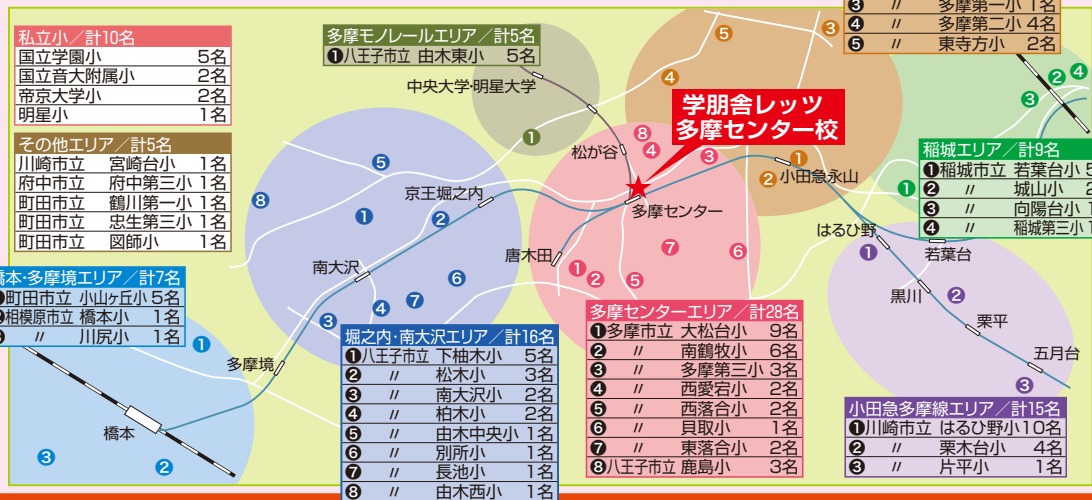 私立小／計10名
国立学園小 5名
国立音大附属小 2名
帝京大学小 2名
明星小 1名
その他エリア／計5名
川崎市立 宮崎台小 1名
府中市立 府中第三小 1名
町田市立 鶴川第一小 1名
町田市立 忠生第三小 1名
町田市立 図師小 1名
橋本・多摩境エリア／計7名
町田市立 小山ヶ丘小 5名
相模原市立 橋本小 1名
〃 川尻小 1名
多摩モノレールエリア／計5名
❶八王子市立 由木東小 5名
❸ 〃 多摩第一小 1名
❹ 〃 多摩第二小 4名
❺ 〃 東寺方小 2名
学朋舎レッツ
多摩センター校
稲城エリア／計9名
❶稲城市立 若葉台小
❷ 〃 城山小
❸ 〃 向陽台小
❹ 〃 稲城第三小
堀之内・南大沢エリア／計16名
❶八王子市立 下柚木小 5名
❷ 〃 松木小 3名
❸ 〃 南大沢小 2名
❹ 〃 柏木小 2名
❺ 〃 由木中央小 1名
❻ 〃 別所小 1名
❼ 〃 長池小 1名
❽ 〃 由木西小 1名
多摩センターエリア／計28名
❶多摩市立 大松台小 9名
❷ 〃 南鶴牧小 6名
❸ 〃 多摩第三小 3名
❹ 〃 西愛宕小 2名
❺ 〃 西落合小 2名
❻ 〃 貝取小 1名
❼ 〃 東落合小 2名
❽八王子市立 鹿島小 3名
小田急多摩線エリア／計15名
❶川崎市立 はるひ野小 10名
❷ 〃 栗木台小 4名
❸ 〃 片平小 1名
中央大学・明星大学
松が谷
多摩センター
小田急永山
京王堀之内
唐木田
南大沢
はるひ野
若葉台
黒川
栗平
五月台
多摩境
橋本